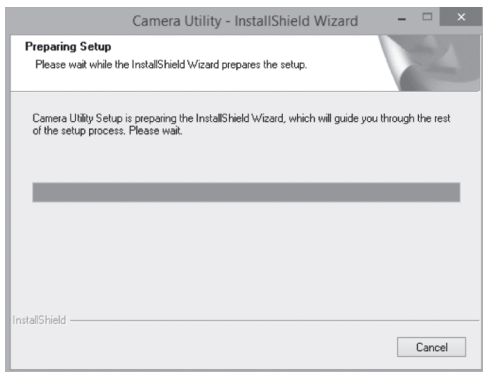 Camera Utility - InstallShield Wizard
Preparing Setup
Please wait while the InstallShield Wizard prepares the setup.
Camera Utility Setup is preparing the InstallShield Wizard, which will guide you through the rest
of the setup process. Please wait.
InstallShield
Cancel